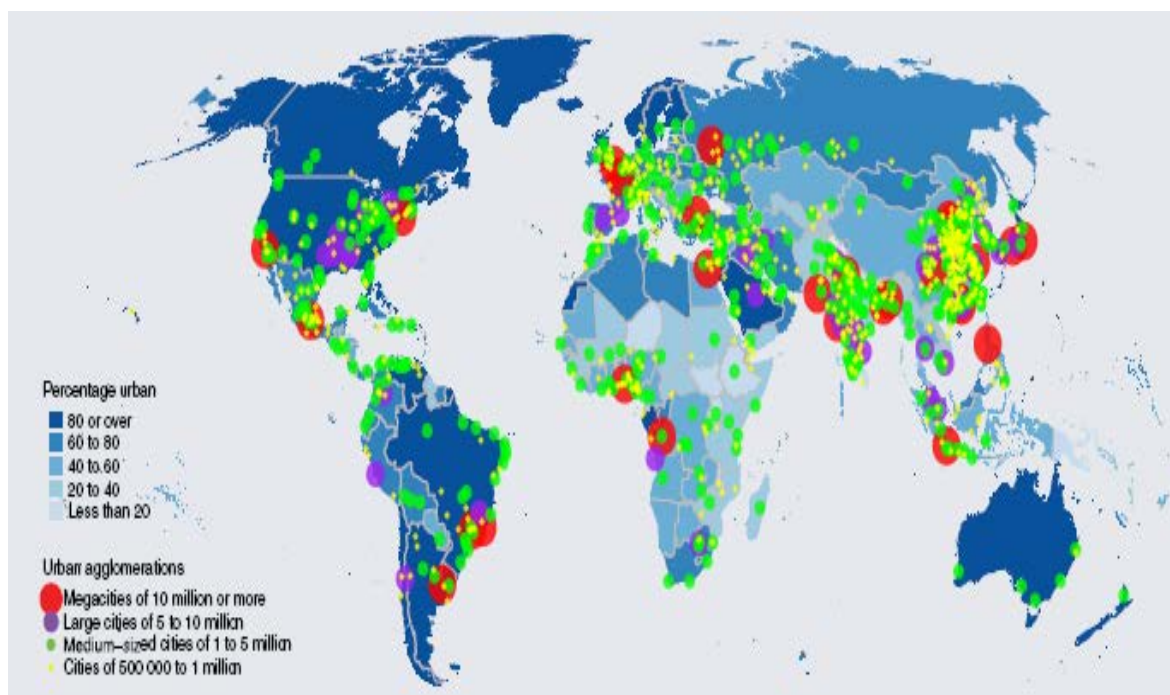 Percentage urban
80 or over
60 to 80
40 to 60
20 to 40
Less than 20
Urban agglomerations
Megacities of 10 million or more
Large cities of 5 to 10 million
Medium-sized cities of 1 to 5 million
Cities of 500 000 to 1 million